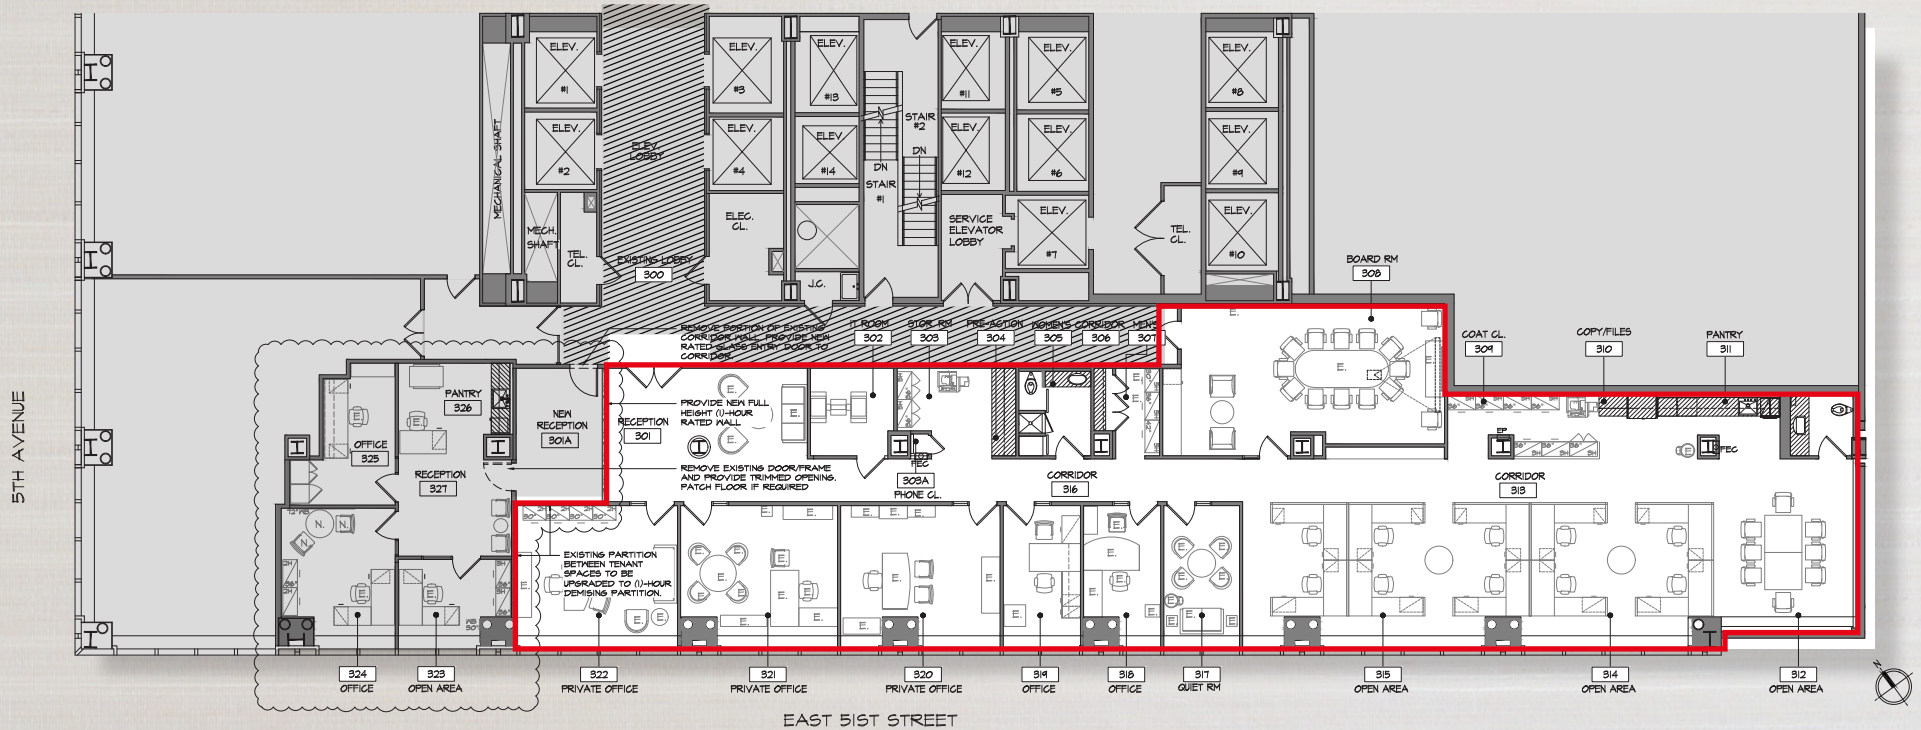 ELEV.
#1
ELEV.
#2
ELEV.
LOBBY
ELEV.
#3
ELEV.
#4
ELEV.
#13
ELEV.
#14
STAIR
#2
DN
DN
STAIR
#1
ELEV.
#11
ELEV.
#12
ELEV.
#5
ELEV.
#6
ELEV.
#7
ELEV.
#8
ELEV.
#9
ELEV.
#10
MECHANICAL SHAFT
MECH.
SHAFT
TEL.
CL.
ELEC.
CL.
J.C.
SERVICE
ELEVATOR
LOBBY
TEL.
CL.
EXISTING LOBBY
300
BOARD RM
308
REMOVE PORTION OF EXISTING
CORRIDOR WALL. PROVIDE NEW
RATED GLASS ENTRY DOOR TO
CORRIDOR.
IT ROOM
302
STOR RM
303
PRE-ACTION
304
WOMEN'S
305
CORRIDOR
306
MEN'S
307
COAT CL.
309
COPY/FILES
310
PANTRY
311
5TH AVENUE
PANTRY
326
OFFICE
325
RECEPTION
327
NEW
RECEPTION
301A
RECEPTION
301
PROVIDE NEW FULL
HEIGHT (1)-HOUR
RATED WALL
REMOVE EXISTING DOOR/FRAME
AND PROVIDE TRIMMED OPENING.
PATCH FLOOR IF REQUIRED
FEC
303A
PHONE CL.
CORRIDOR
316
EP
FEC
CORRIDOR
313
EXISTING PARTITION
BETWEEN TENANT
SPACES TO BE
UPGRADED TO (1)-HOUR
DEMISING PARTITION.
324
OFFICE
323
OPEN AREA
322
PRIVATE OFFICE
321
PRIVATE OFFICE
320
PRIVATE OFFICE
319
OFFICE
318
OFFICE
317
QUIET RM
315
OPEN AREA
314
OPEN AREA
312
OPEN AREA
N
EAST 51ST STREET